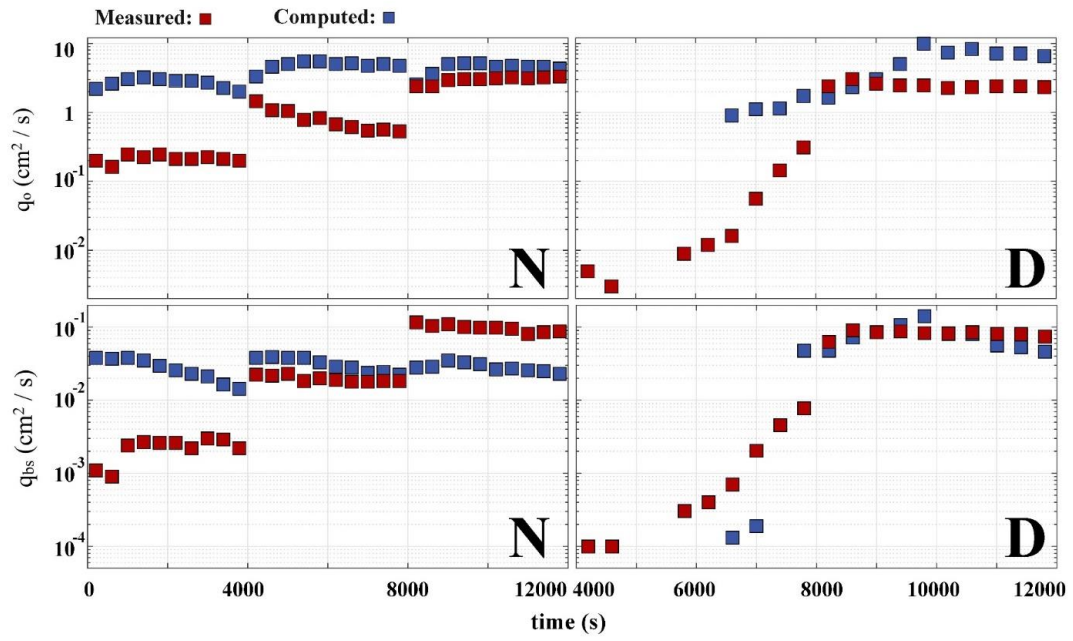 Measured: Computed:
10
1
10⁻¹
10⁻²
qₒ (cm² / s)
N
D
10⁻¹
10⁻²
10⁻³
10⁻⁴
q_bs (cm² / s)
N
D
0 4000 8000 12000 4000 6000 8000 10000 12000
time (s)